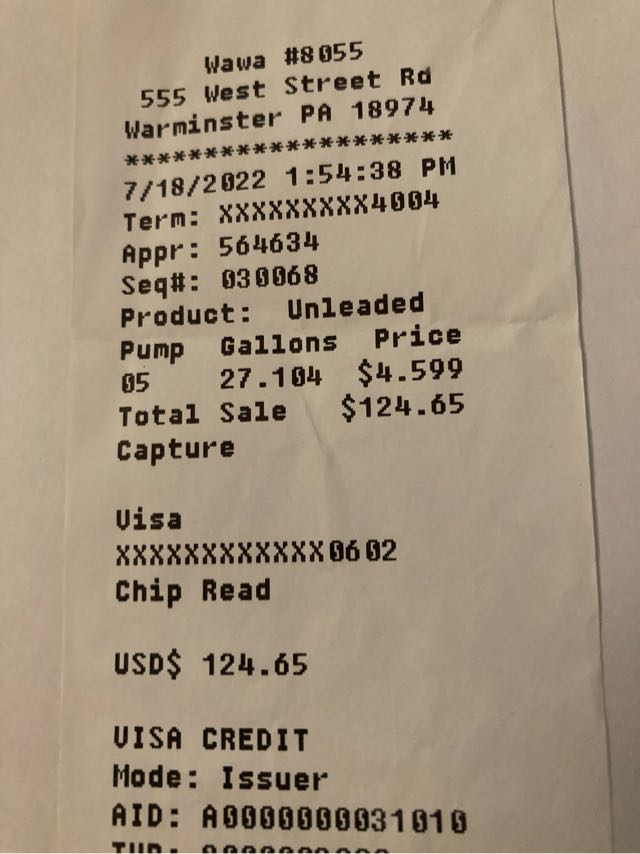 Wawa #8055
555 West Street Rd
Warminster PA 18974
*********************
7/18/2022 1:54:38 PM
Term: XXXXXXXXX4004
Appr: 564634
Seq#: 030068
Product: Unleaded
Pump Gallons Price
05 27.104 $4.599
Total Sale $124.65
Capture
Visa
XXXXXXXXXXXX0602
Chip Read
USD$ 124.65
VISA CREDIT
Mode: Issuer
AID: A0000000031010